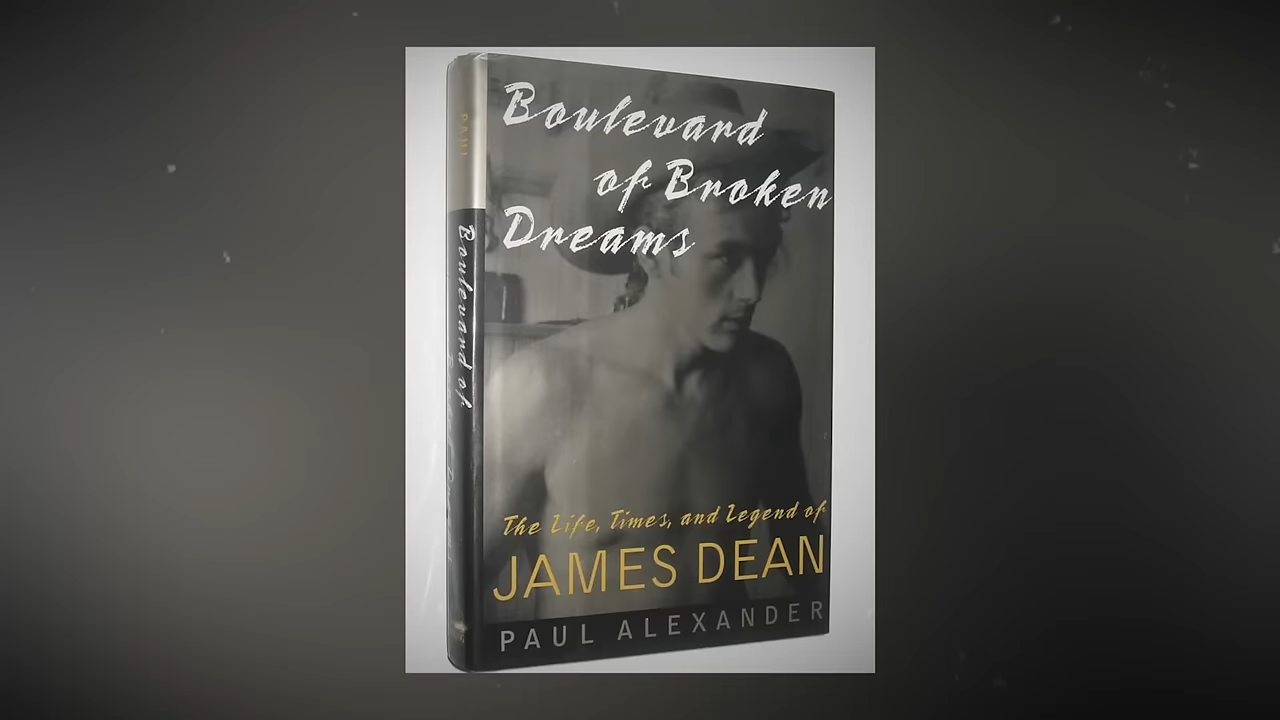 Boulevard
of Broken
Dreams
The Life, Times, and Legend of
JAMES DEAN
PAUL ALEXANDER
PAUL
Boulevard of